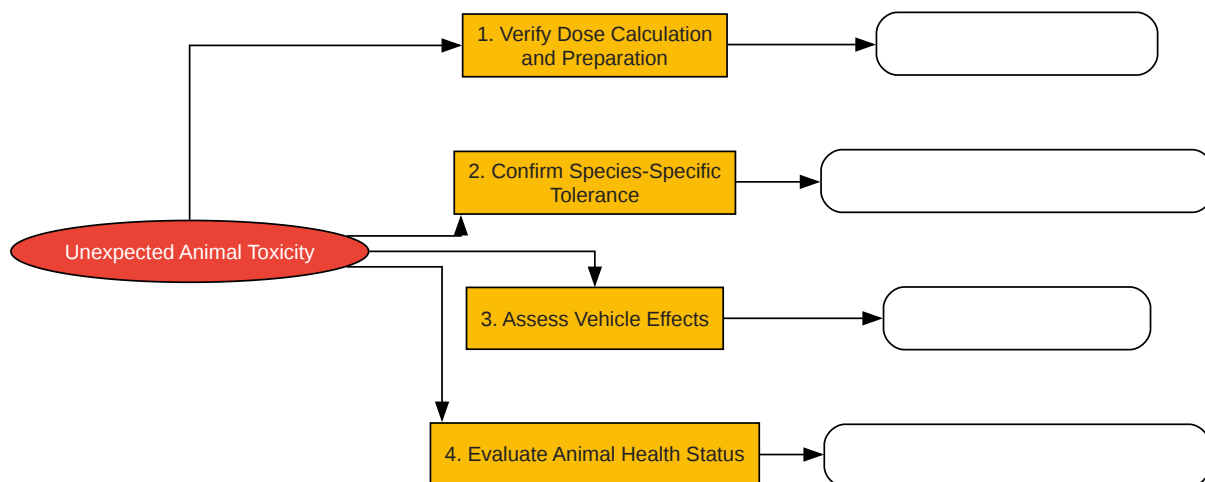 1. Verify Dose Calculation
and Preparation
2. Confirm Species-Specific
Tolerance
Unexpected Animal Toxicity
3. Assess Vehicle Effects
4. Evaluate Animal Health Status